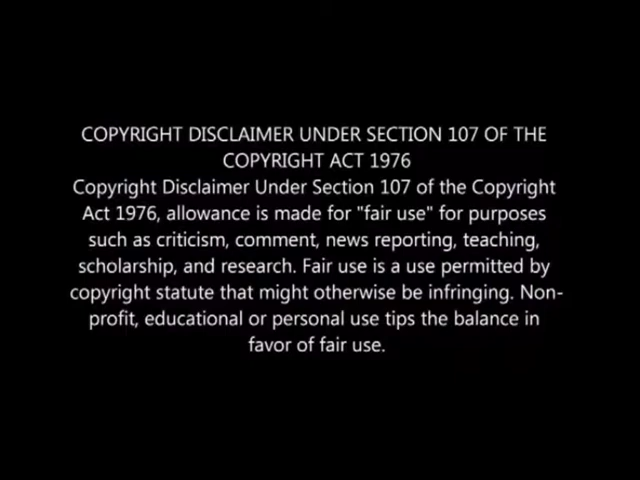 COPYRIGHT DISCLAIMER UNDER SECTION 107 OF THE
COPYRIGHT ACT 1976
Copyright Disclaimer Under Section 107 of the Copyright
Act 1976, allowance is made for "fair use" for purposes
such as criticism, comment, news reporting, teaching,
scholarship, and research. Fair use is a use permitted by
copyright statute that might otherwise be infringing. Non-
profit, educational or personal use tips the balance in
favor of fair use.